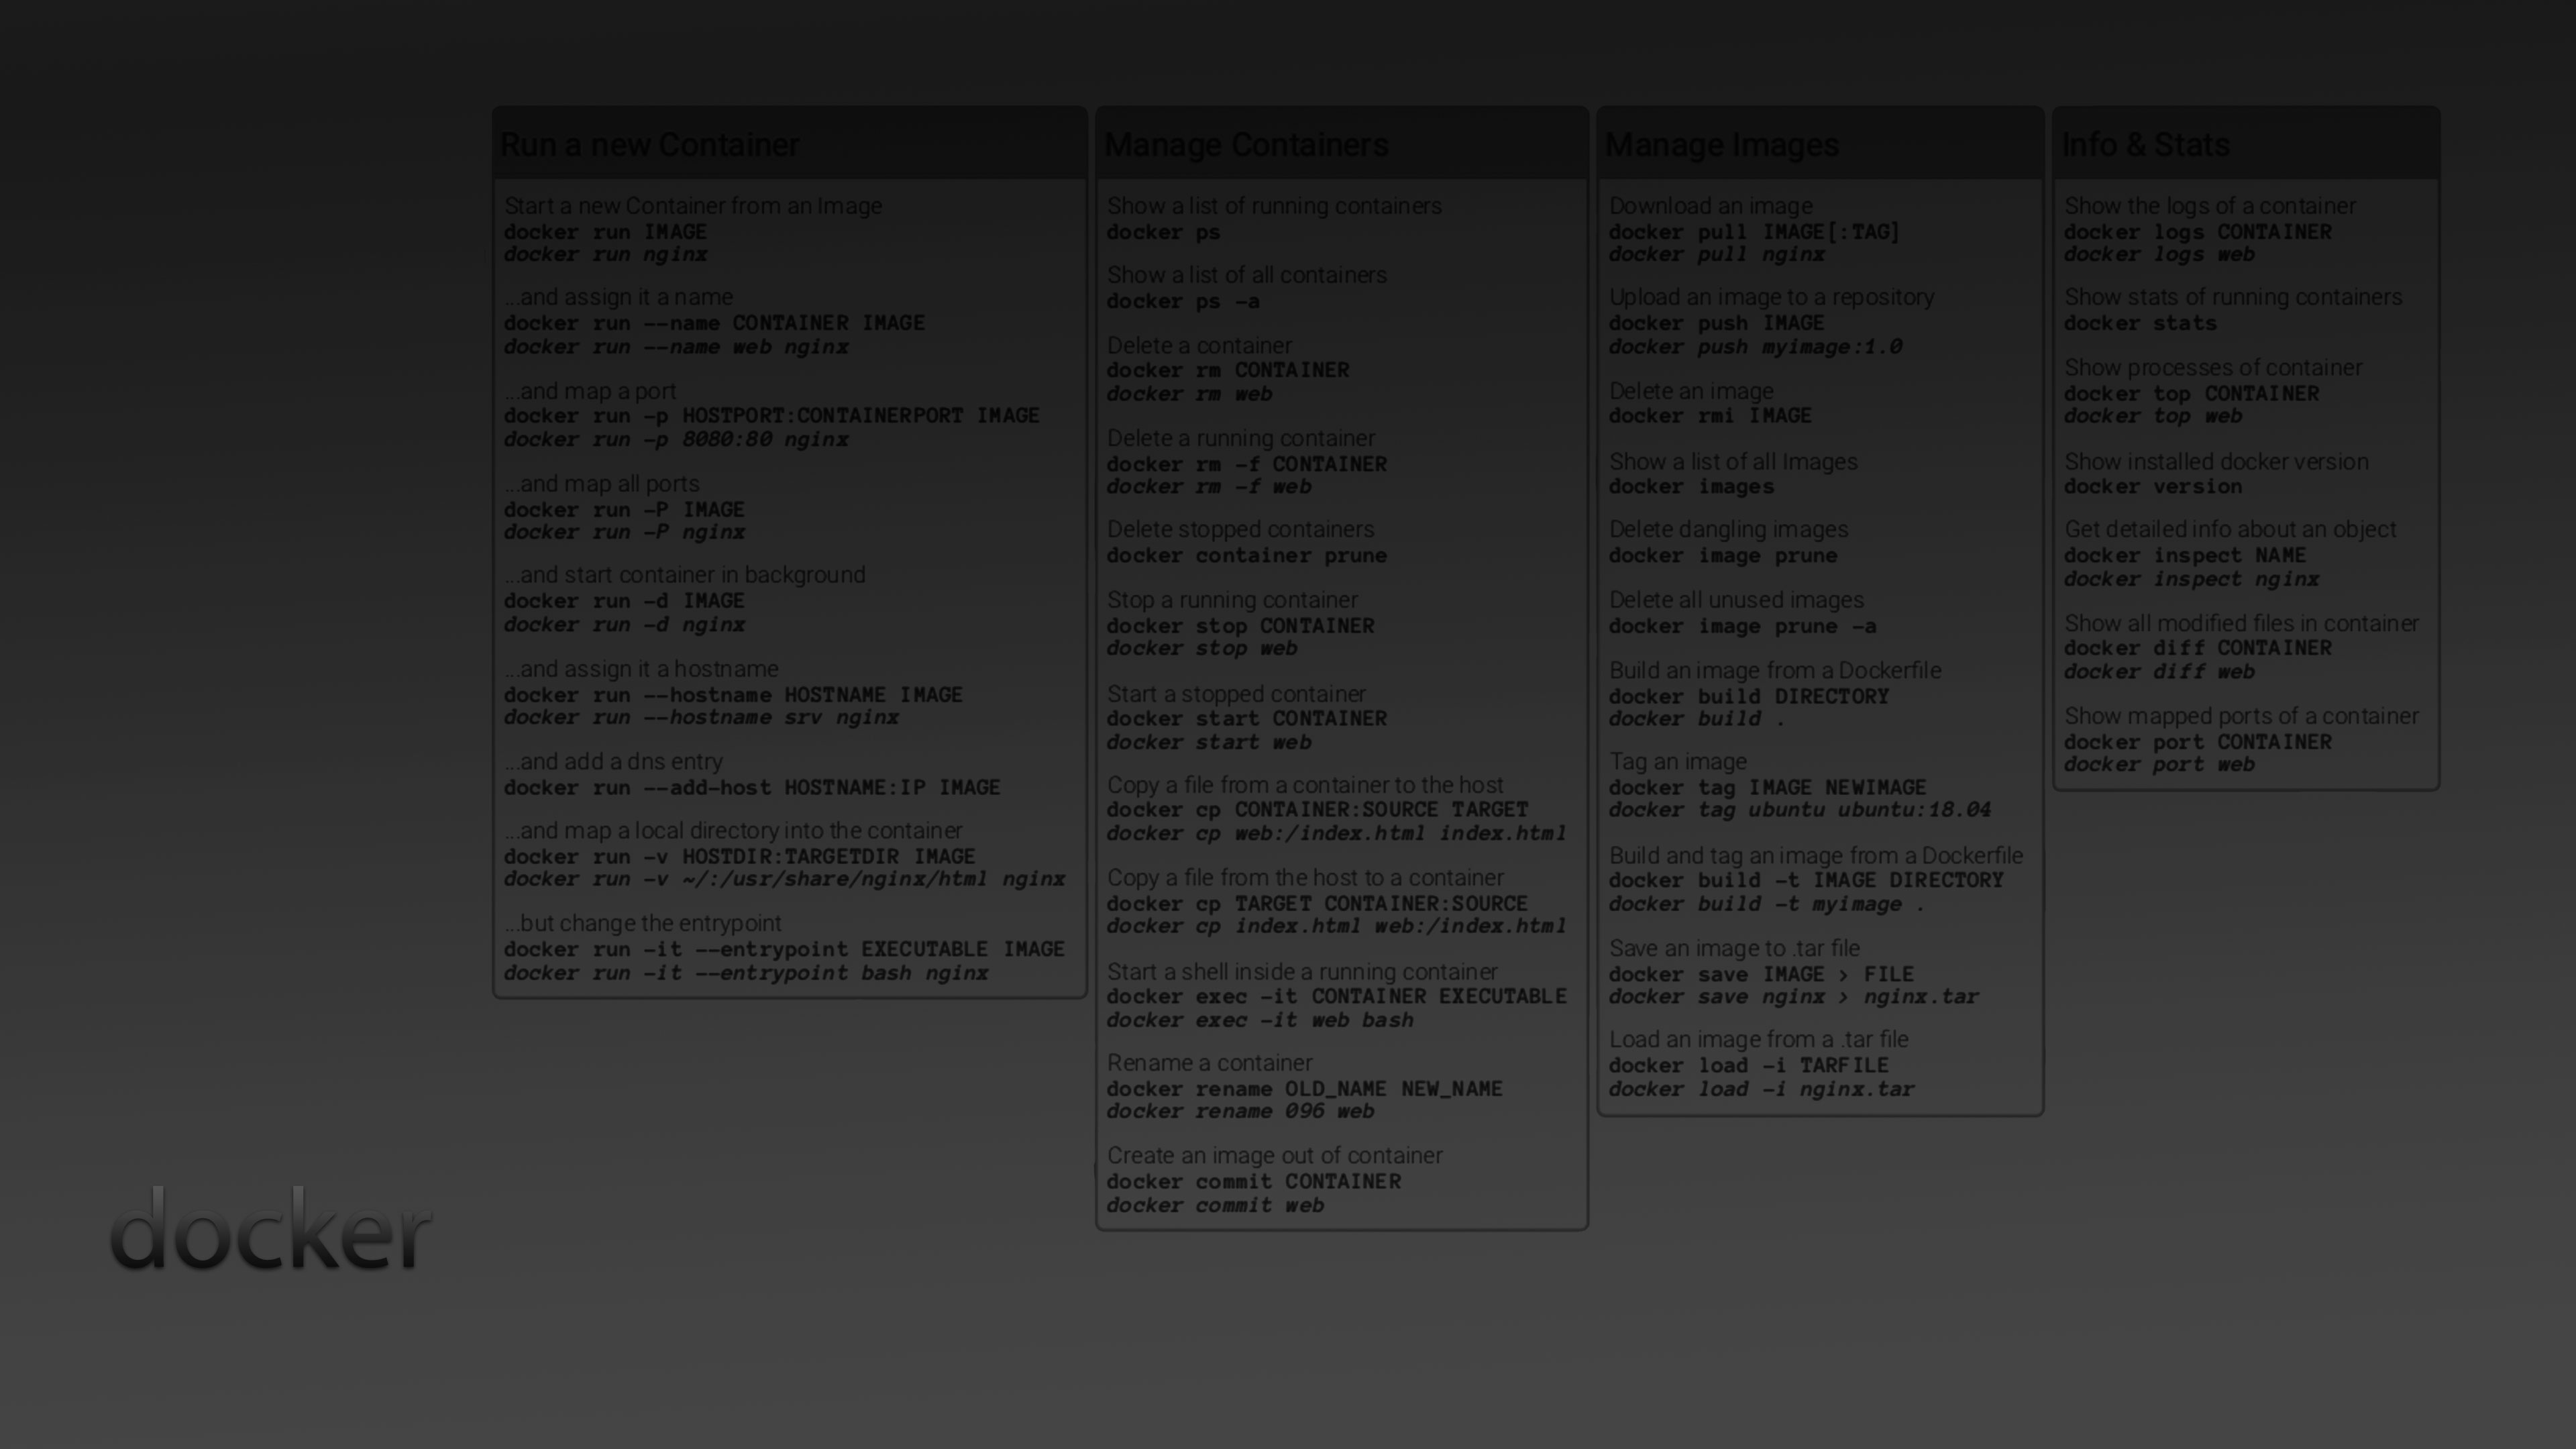 Run a new Container
Start a new Container from an Image
docker run IMAGE
docker run nginx
...and assign it a name
docker run --name CONTAINER IMAGE
docker run --name web nginx
...and map a port
docker run -p HOSTPORT:CONTAINERPORT IMAGE
docker run -p 8080:80 nginx
...and map all ports
docker run -P IMAGE
docker run -P nginx
...and start container in background
docker run -d IMAGE
docker run -d nginx
...and assign it a hostname
docker run --hostname HOSTNAME IMAGE
docker run --hostname srv nginx
...and add a dns entry
docker run --add-host HOSTNAME:IP IMAGE
...and map a local directory into the container
docker run -v HOSTDIR:TARGETDIR IMAGE
docker run -v ~/:/usr/share/nginx/html nginx
...but change the entrypoint
docker run -it --entrypoint EXECUTABLE IMAGE
docker run -it --entrypoint bash nginx
Manage Containers
Show a list of running containers
docker ps
Show a list of all containers
docker ps -a
Delete a container
docker rm CONTAINER
docker rm web
Delete a running container
docker rm -f CONTAINER
docker rm -f web
Delete stopped containers
docker container prune
Stop a running container
docker stop CONTAINER
docker stop web
Start a stopped container
docker start CONTAINER
docker start web
Copy a file from a container to the host
docker cp CONTAINER:SOURCE TARGET
docker cp web:/index.html index.html
Copy a file from the host to a container
docker cp TARGET CONTAINER:SOURCE
docker cp index.html web:/index.html
Start a shell inside a running container
docker exec -it CONTAINER EXECUTABLE
docker exec -it web bash
Rename a container
docker rename OLD_NAME NEW_NAME
docker rename 096 web
Create an image out of container
docker commit CONTAINER
docker commit web
Manage Images
Download an image
docker pull IMAGE[:TAG]
docker pull nginx
Upload an image to a repository
docker push IMAGE
docker push myimage:1.0
Delete an image
docker rmi IMAGE
Show a list of all Images
docker images
Delete dangling images
docker image prune
Delete all unused images
docker image prune -a
Build an image from a Dockerfile
docker build DIRECTORY
docker build .
Tag an image
docker tag IMAGE NEWIMAGE
docker tag ubuntu ubuntu:18.04
Build and tag an image from a Dockerfile
docker build -t IMAGE DIRECTORY
docker build -t myimage .
Save an image to .tar file
docker save IMAGE > FILE
docker save nginx > nginx.tar
Load an image from a .tar file
docker load -i TARFILE
docker load -i nginx.tar
Info & Stats
Show the logs of a container
docker logs CONTAINER
docker logs web
Show stats of running containers
docker stats
Show processes of container
docker top CONTAINER
docker top web
Show installed docker version
docker version
Get detailed info about an object
docker inspect NAME
docker inspect nginx
Show all modified files in container
docker diff CONTAINER
docker diff web
Show mapped ports of a container
docker port CONTAINER
docker port web
docker